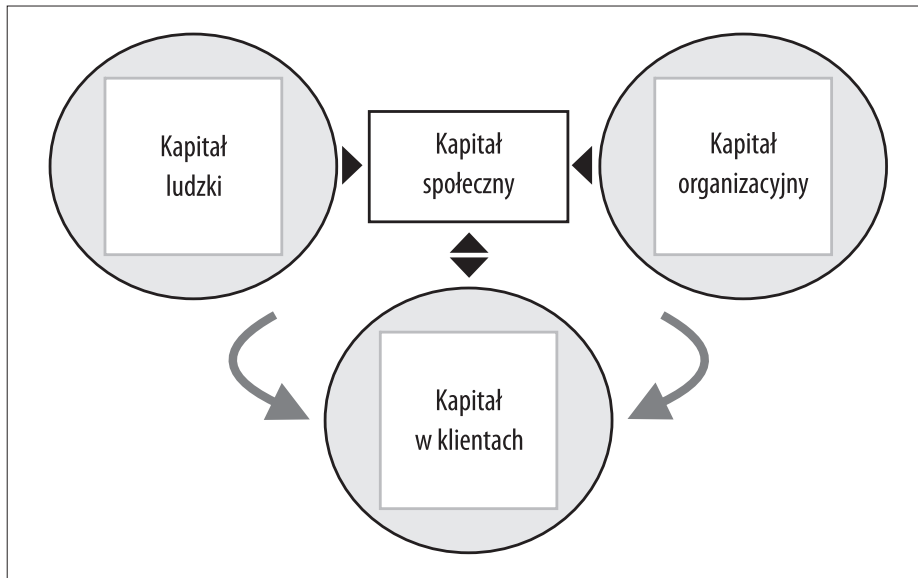 Kapitał
ludzki
Kapitał
społeczny
Kapitał
organizacyjny
Kapitał
w klientach